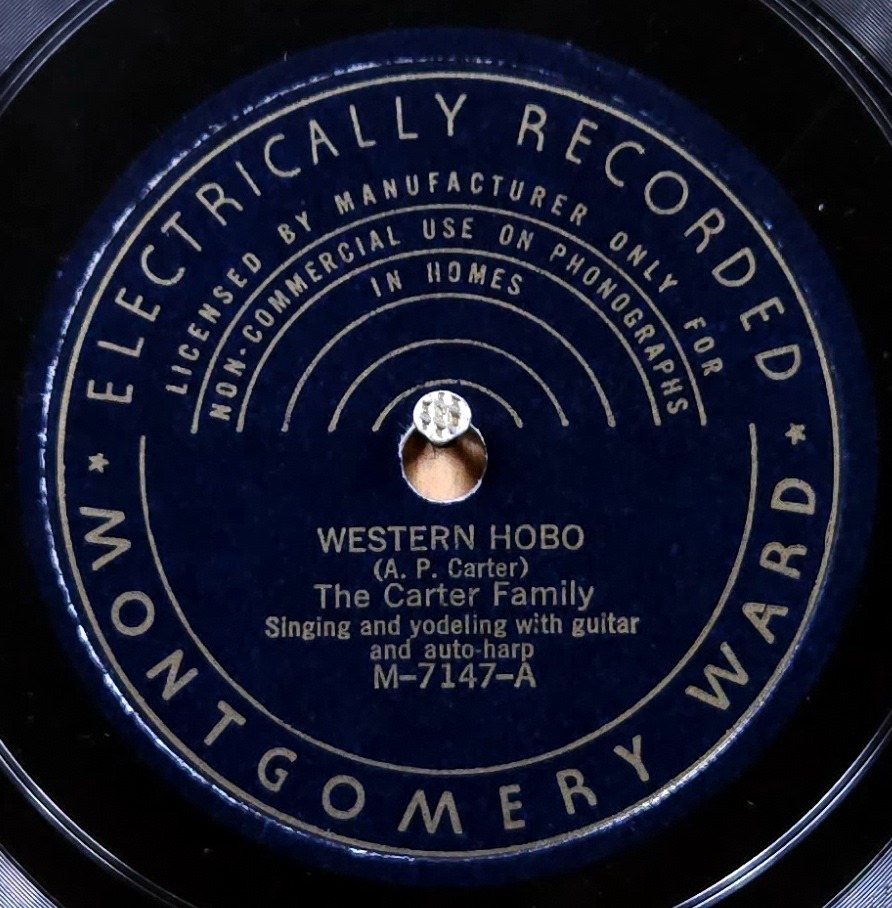 ELECTRICALLY RECORDED
LICENSED BY MANUFACTURER ONLY FOR
NON-COMMERCIAL USE ON PHONOGRAPHS
IN HOMES
WESTERN HOBO
(A. P. Carter)
The Carter Family
Singing and yodeling with guitar
and auto-harp
M-7147-A
* MONTGOMERY WARD *